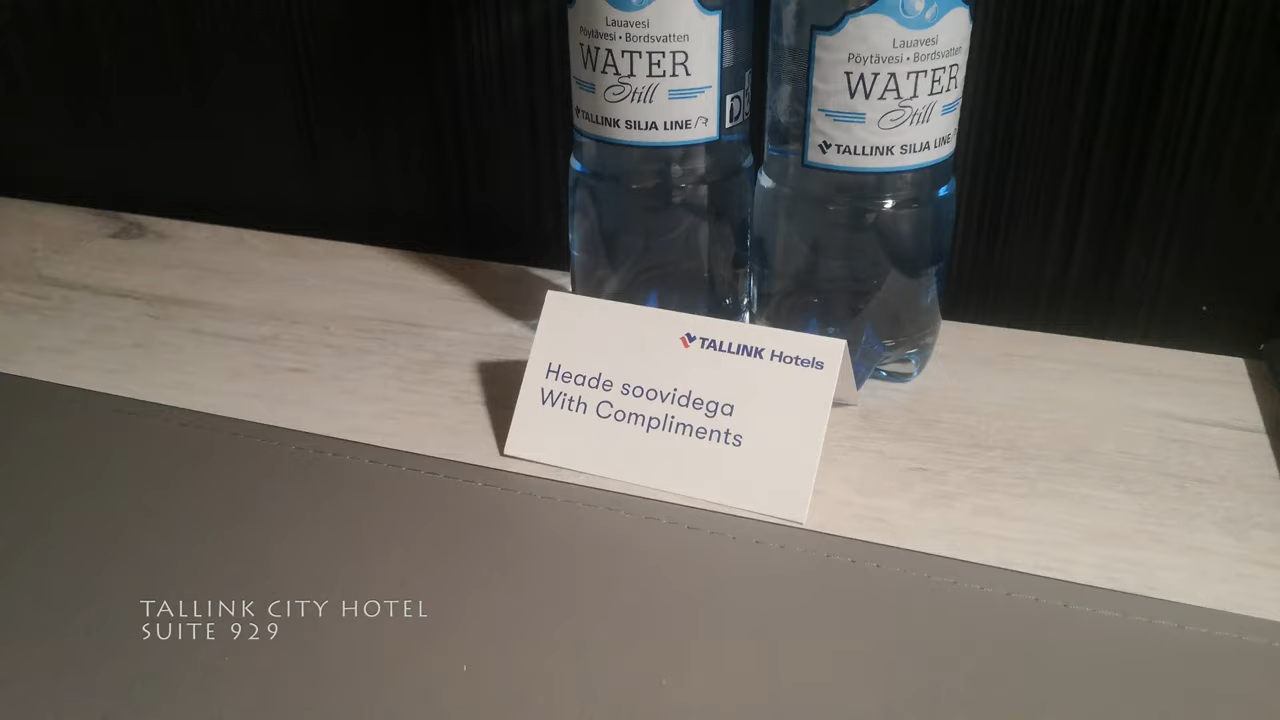 Lauavesi
Pöytävesi • Bordsvatten
WATER
Still
TALLINK SILJA LINE
Lauavesi
Pöytävesi • Bordsvatten
WATER
Still
TALLINK SILJA LINE
TALLINK Hotels
Heade soovidega
With Compliments
TALLINK CITY HOTEL
SUITE 929